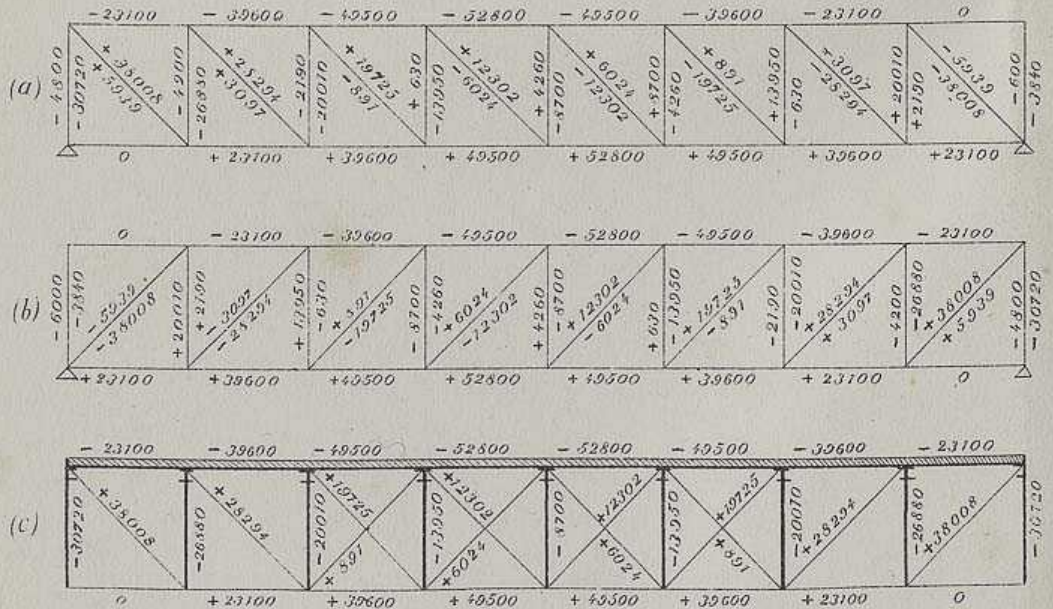 - 23100 - 39600 - 49500 - 52800 - 49500 - 39600 - 23100 0
(a)
- 4800 - 30720 + 38008 + 5939 - 4900 - 26880 + 28294 + 3097 - 2190 - 20010 + 19725 - 891 + 630 - 13950 + 12302 - 6024 + 4260 - 8700 + 6024 - 12302 + 8700 - 4260 + 891 - 19725 + 13950 - 630 + 3097 - 28294 + 20010 + 2190 - 5939 - 38008 - 600 - 3840
0 + 23100 + 39600 + 49500 + 52800 + 49500 + 39600 + 23100
0 - 23100 - 39600 - 49500 - 52800 - 49500 - 39600 - 23100
(b)
- 6000 - 3840 - 5939 - 38008 + 20010 + 2190 - 3097 - 28294 + 13950 - 630 + 891 - 19725 - 8700 - 4260 + 6024 - 12302 + 4260 - 8700 + 12302 - 6024 + 630 - 13950 + 19725 - 891 - 2190 - 20010 + 28294 + 3097 - 4200 - 26880 + 38008 + 5939 - 4800 - 30720
+ 23100 + 39600 + 49500 + 52800 + 49500 + 39600 + 23100 0
- 23100 - 39600 - 49500 - 52800 - 52800 - 49500 - 39600 - 23100
(c)
- 30720 + 38008 - 26880 + 28294 - 20010 + 19725 + 891 - 13950 + 12302 + 6024 - 8700 + 12302 + 6024 - 13950 + 19725 + 891 - 20010 + 28294 - 26880 + 38008 - 30720
0 + 23100 + 39600 + 49500 + 49500 + 39600 + 23100 0